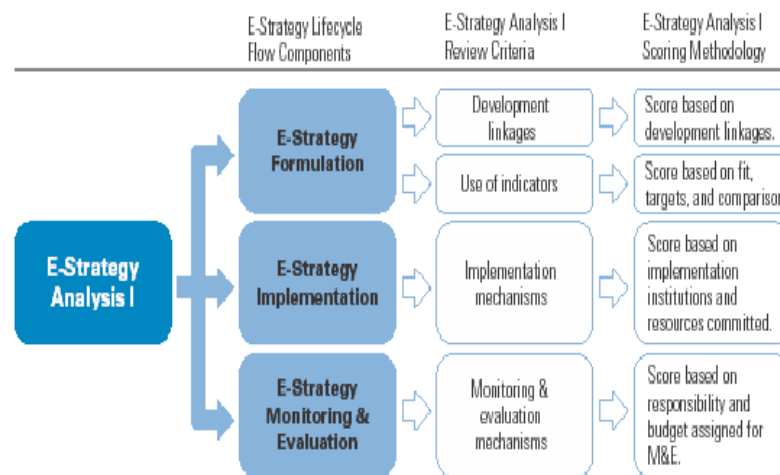 E-Strategy Lifecycle
Flow Components
E-Strategy Analysis I
Review Criteria
E-Strategy Analysis I
Scoring Methodology
E-Strategy
Analysis I
E-Strategy
Formulation
Development
linkages
Score based on
development linkages.
Use of indicators
Score based on fit,
targets, and comparison
E-Strategy
Implementation
Implementation
mechanisms
Score based on
implementation
institutions and
resources committed.
E-Strategy
Monitoring &
Evaluation
Monitoring &
evaluation
mechanisms
Score based on
responsibility and
budget assigned for
M&E.